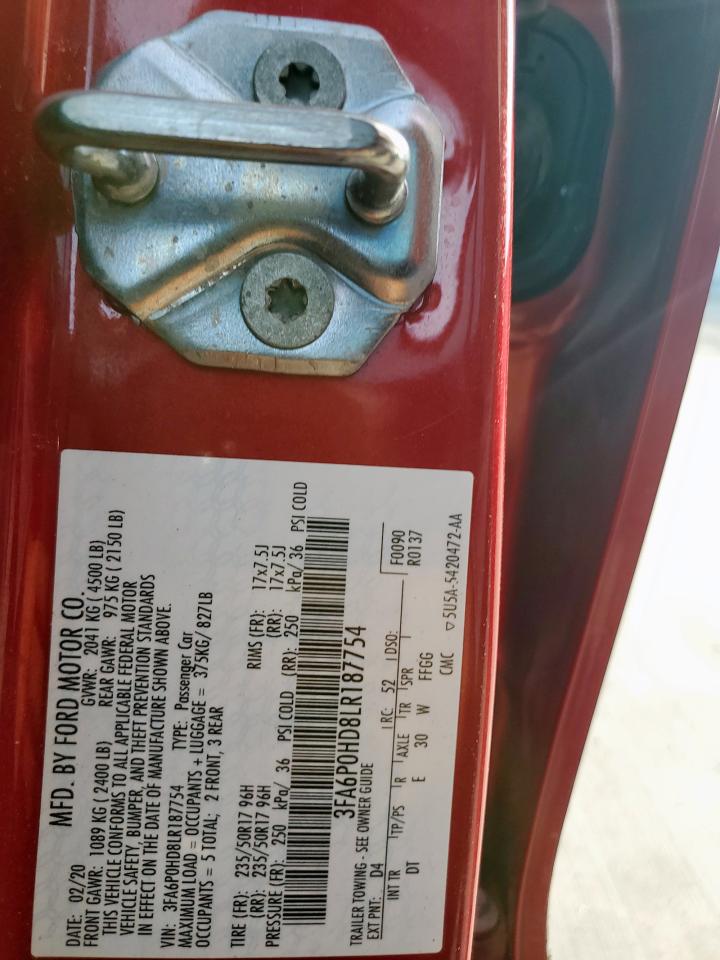 MFD. BY FORD MOTOR CO.
DATE: 02/20 GVWR: 2041 KG ( 4500 LB)
FRONT GAWR: 1089 KG ( 2400 LB) REAR GAWR: 975 KG ( 2150 LB)
THIS VEHICLE CONFORMS TO ALL APPLICABLE FEDERAL MOTOR
VEHICLE SAFETY, BUMPER, AND THEFT PREVENTION STANDARDS
IN EFFECT ON THE DATE OF MANUFACTURE SHOWN ABOVE.
VIN: 3FA6P0HD8LR187754 TYPE: Passenger Car
MAXIMUM LOAD = OCCUPANTS + LUGGAGE = 375KG/ 827LB
OCCUPANTS = 5 TOTAL; 2 FRONT, 3 REAR
TIRE (FR): 235/50R17 96H RIMS (FR): 17x7.5J
(RR): 235/50R17 96H (RR): 17x7.5J
PRESSURE (FR): 250 kPa/ 36 PSI COLD (RR): 250 kPa/ 36 PSI COLD
3FA6P0HD8LR187754
TRAILER TOWING - SEE OWNER GUIDE F0090
EXT PNT: D4 RC: 52 DSO: R0137
INT TR TP/PS R AXLE TR SPR
DT E 30 W FFGG
CMC ▽5U5A-5420472-AA